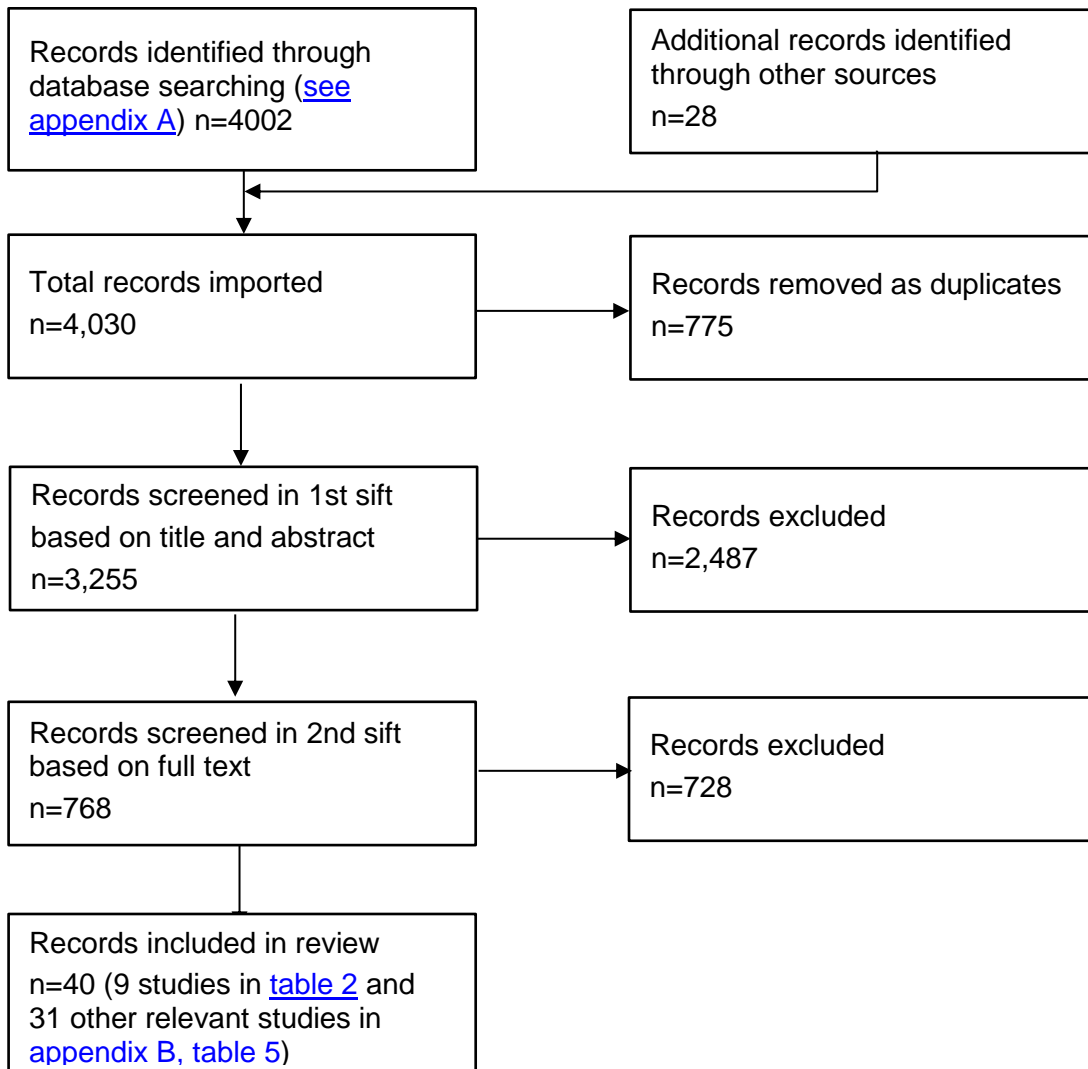 Records identified through
database searching (see
appendix A) n=4002
Additional records identified
through other sources
n=28
Total records imported
n=4,030
Records removed as duplicates
n=775
Records screened in 1st sift
based on title and abstract
n=3,255
Records excluded
n=2,487
Records screened in 2nd sift
based on full text
n=768
Records excluded
n=728
Records included in review
n=40 (9 studies in table 2 and
31 other relevant studies in
appendix B, table 5)